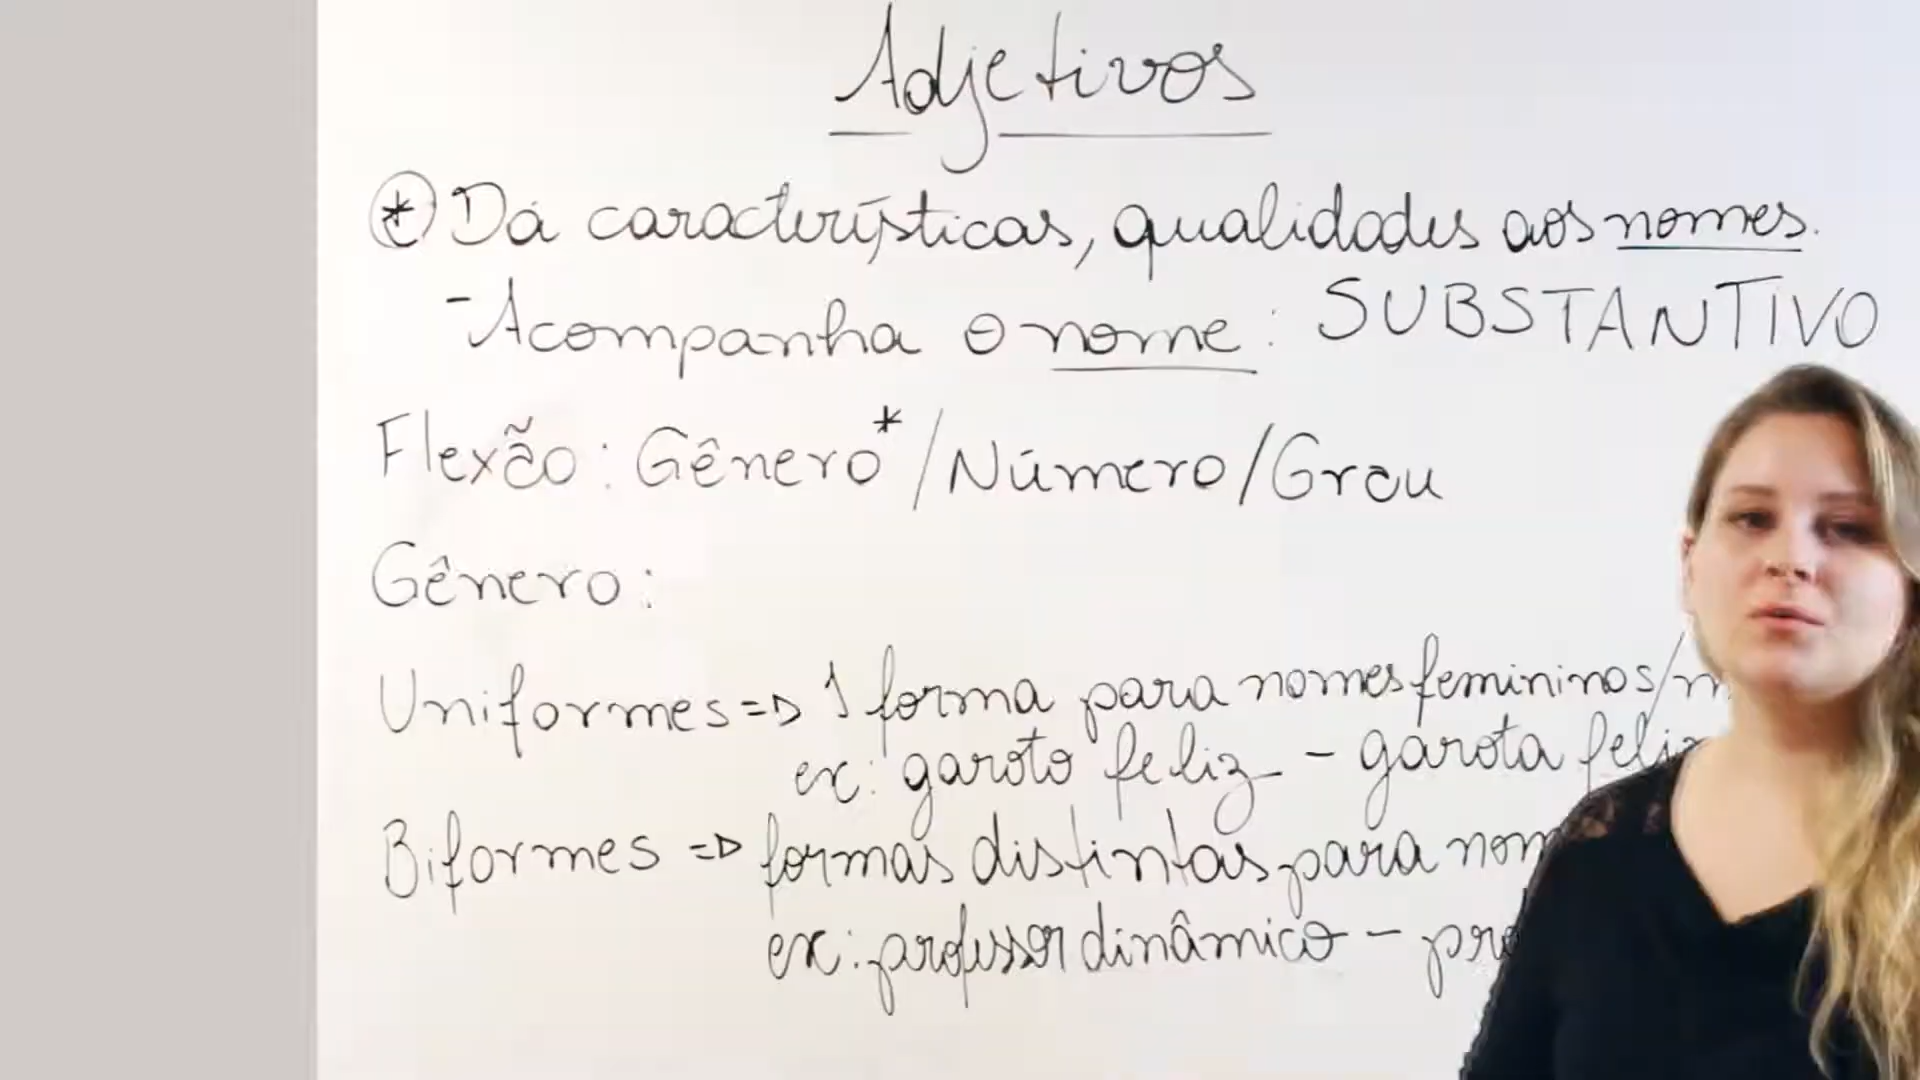 Adjetivos
* Dá características, qualidades aos nomes.
- Acompanha o nome: SUBSTANTIVO
Flexão: Gênero* / Número / Grau
Gênero:
Uniformes => 1 forma para nomes femininos/
ex: garoto feliz - garota feliz
Biformes => formas distintas para
ex: professor dinâmico -